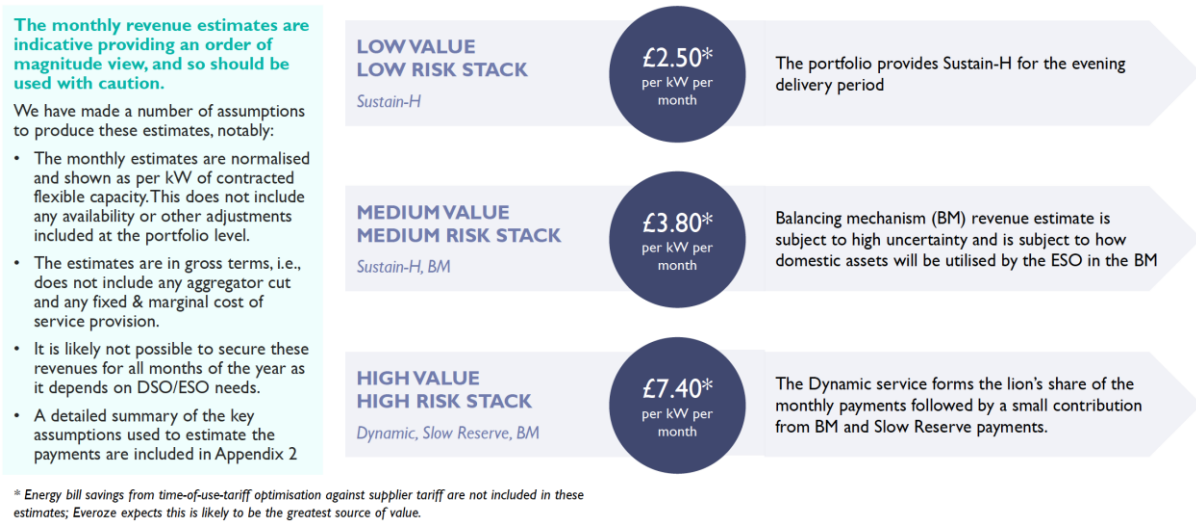 The monthly revenue estimates are
indicative providing an order of
magnitude view, and so should be
used with caution.
We have made a number of assumptions
to produce these estimates, notably:
• The monthly estimates are normalised
and shown as per kW of contracted
flexible capacity. This does not include
any availability or other adjustments
included at the portfolio level.
• The estimates are in gross terms, i.e.,
does not include any aggregator cut
and any fixed & marginal cost of
service provision.
• It is likely not possible to secure these
revenues for all months of the year as
it depends on DSO/ESO needs.
• A detailed summary of the key
assumptions used to estimate the
payments are included in Appendix 2
LOW VALUE
LOW RISK STACK
Sustain-H
£2.50*
per kW per
month
The portfolio provides Sustain-H for the evening
delivery period
MEDIUM VALUE
MEDIUM RISK STACK
Sustain-H, BM
£3.80*
per kW per
month
Balancing mechanism (BM) revenue estimate is
subject to high uncertainty and is subject to how
domestic assets will be utilised by the ESO in the BM
HIGH VALUE
HIGH RISK STACK
Dynamic, Slow Reserve, BM
£7.40*
per kW per
month
The Dynamic service forms the lion's share of the
monthly payments followed by a small contribution
from BM and Slow Reserve payments.
* Energy bill savings from time-of-use-tariff optimisation against supplier tariff are not included in these
estimates; Everoze expects this is likely to be the greatest source of value.